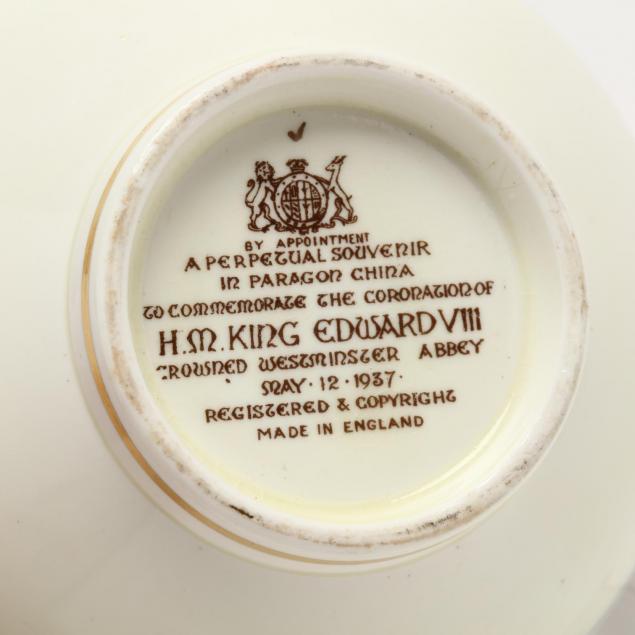 BY APPOINTMENT
A PERPETUAL SOUVENIR
IN PARAGON CHINA
TO COMMEMORATE THE CORONATION OF
H.M. KING EDWARD VIII
CROWNED WESTMINSTER ABBEY
MAY · 12 · 1937 ·
REGISTERED & COPYRIGHT
MADE IN ENGLAND